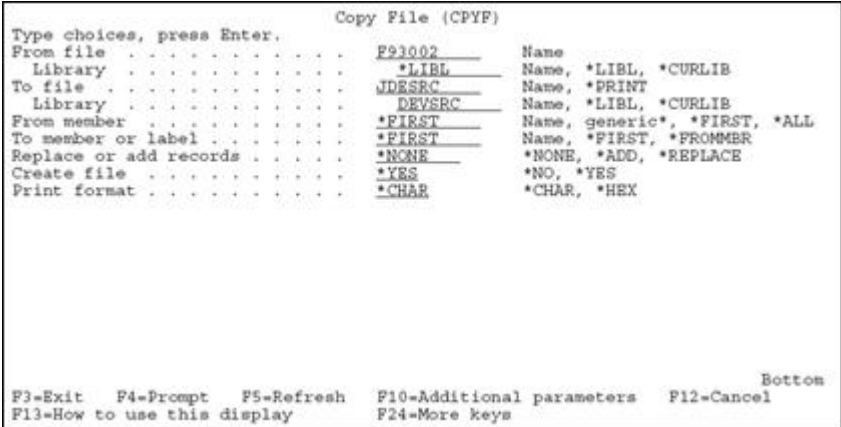 Copy File (CPYF)
Type choices, press Enter.
From file . . . . . . . . . . . F93002 Name
Library . . . . . . . . . . . *LIBL Name, *LIBL, *CURLIB
To file . . . . . . . . . . . . JDESRC Name, *PRINT
Library . . . . . . . . . . . DEVSRC Name, *LIBL, *CURLIB
From member . . . . . . . . . . *FIRST Name, generic*, *FIRST, *ALL
To member or label . . . . . . . *FIRST Name, *FIRST, *FROMMBR
Replace or add records . . . . . *NONE *NONE, *ADD, *REPLACE
Create file . . . . . . . . . . *YES *NO, *YES
Print format . . . . . . . . . . *CHAR *CHAR, *HEX
Bottom
F3=Exit F4=Prompt F5=Refresh F10=Additional parameters F12=Cancel
F13=How to use this display F24=More keys